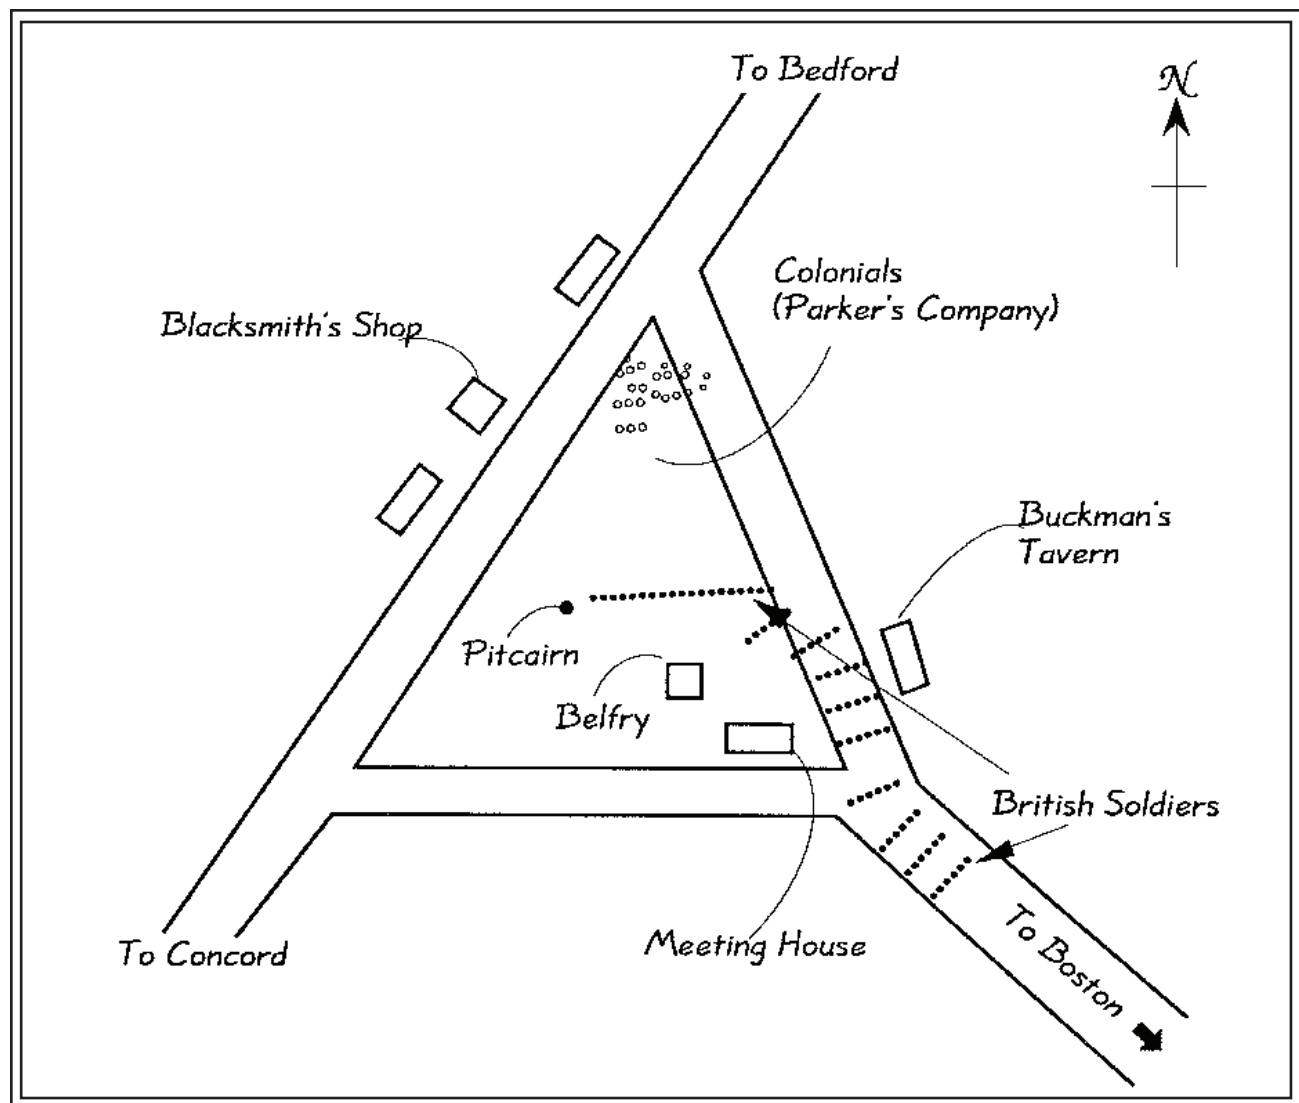 To Bedford
N
Colonials
(Parker's Company)
Blacksmith's Shop
Buckman's
Tavern
Pitcairn
Belfry
British Soldiers
Meeting House
To Concord
To Boston